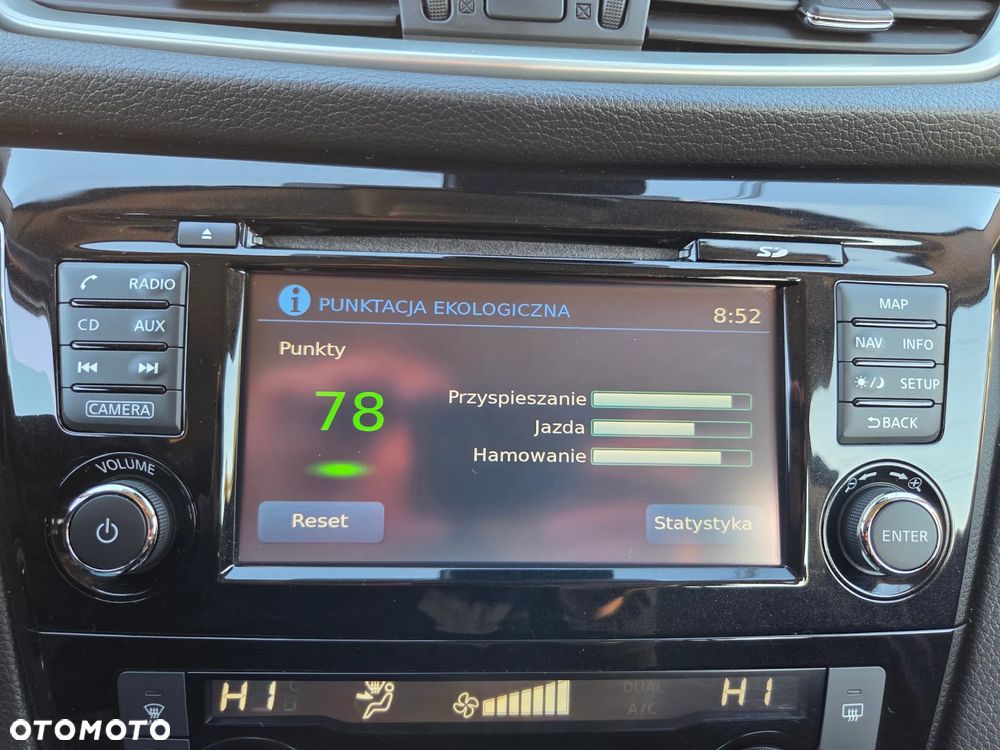 SD
RADIO
CD AUX
CAMERA
VOLUME
PUNKTACJA EKOLOGICZNA 8:52
Punkty
78
Przyspieszanie
Jazda
Hamowanie
Reset
Statystyka
MAP
NAV INFO
SETUP
BACK
ENTER
HI
DUAL
A/C
HI
OTOMOTO